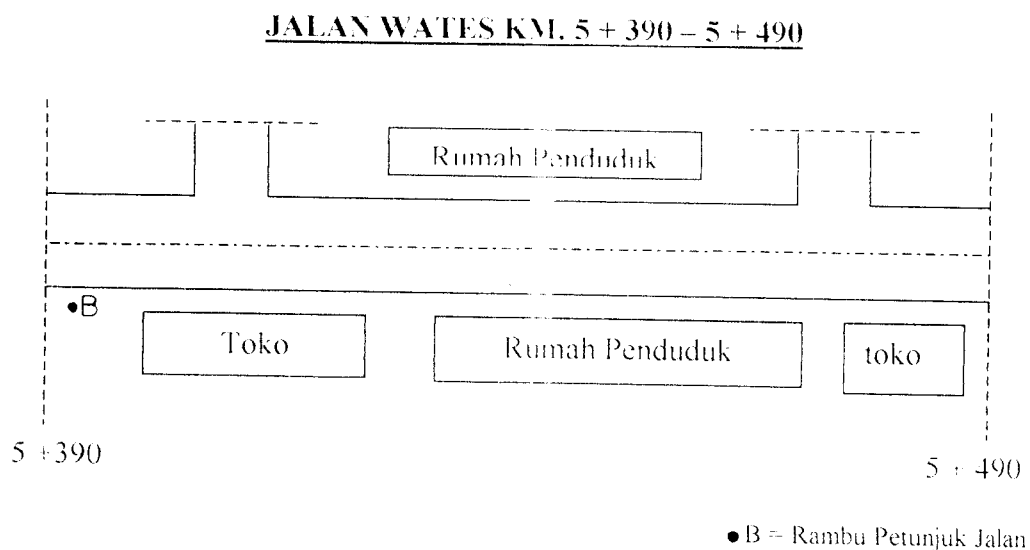 JALAN WATES KM. 5 + 390 – 5 + 490
Rumah Penduduk
B
Toko
Rumah Penduduk
toko
5 +390
5 + 490
B = Rambu Petunjuk Jalan